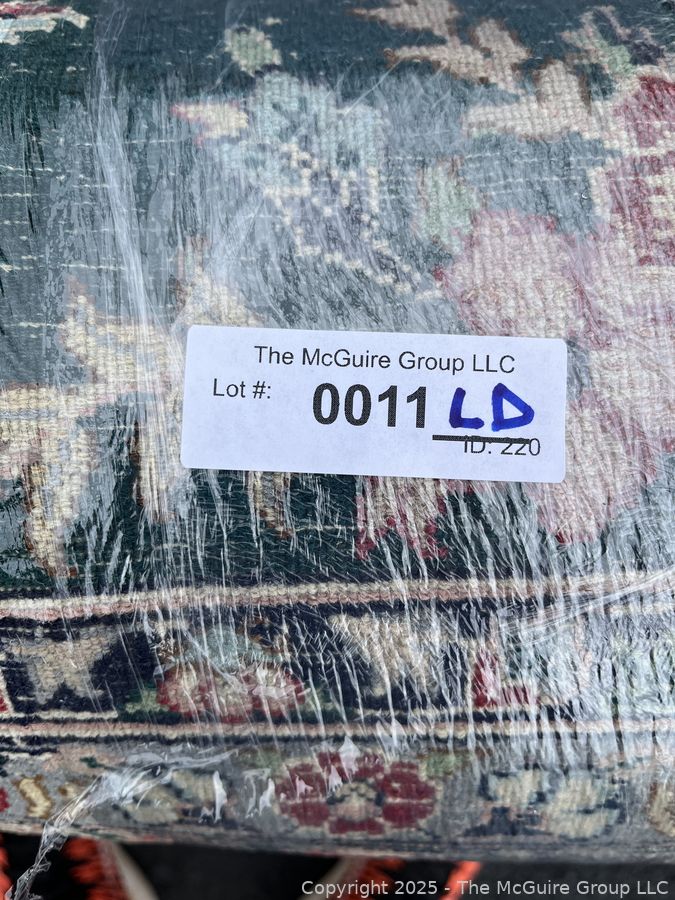 The McGuire Group LLC
Lot #: 0011 LD
ID: 220
Copyright 2025 - The McGuire Group LLC